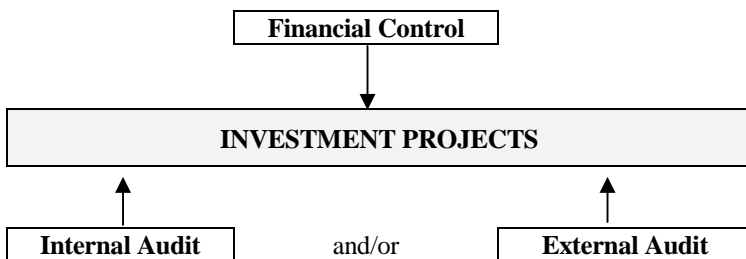 Financial Control
INVESTMENT PROJECTS
Internal Audit and/or External Audit